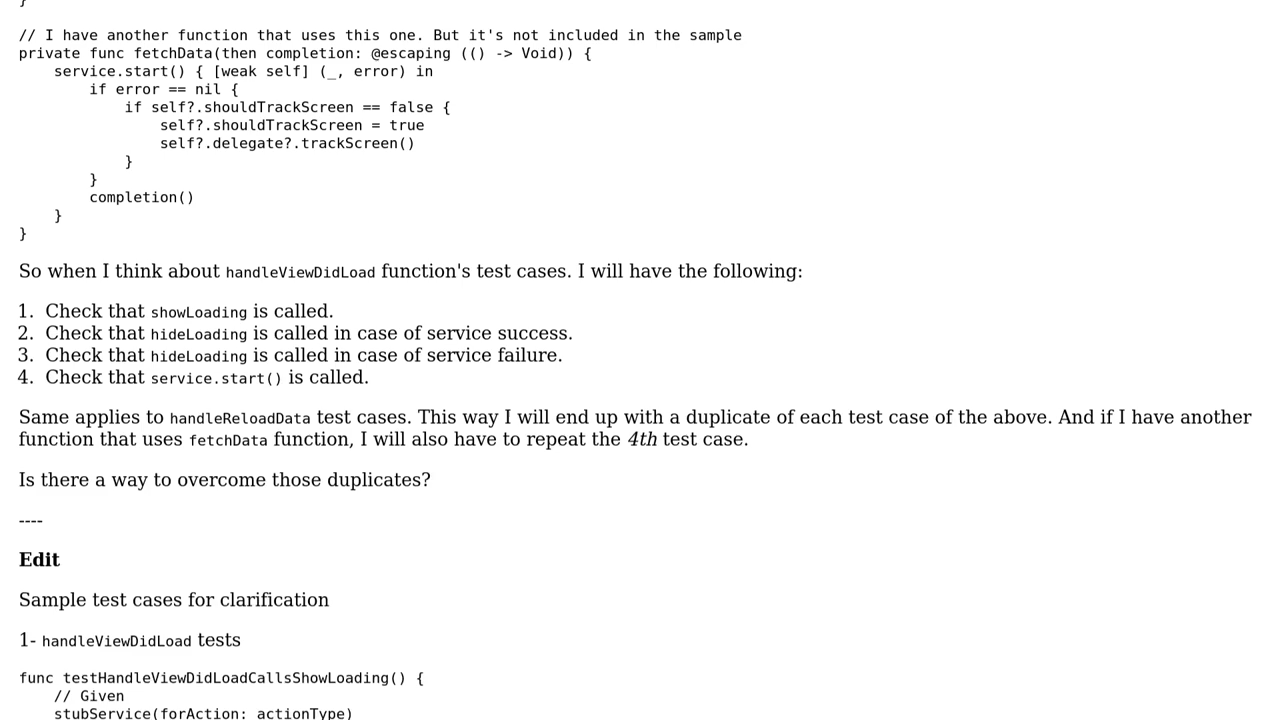 }
// I have another function that uses this one. But it's not included in the sample
private func fetchData(then completion: @escaping (() -> Void)) {
    service.start() { [weak self] (_, error) in
        if error == nil {
            if self?.shouldTrackScreen == false {
                self?.shouldTrackScreen = true
                self?.delegate?.trackScreen()
            }
        }
        completion()
    }
}
So when I think about handleViewDidLoad function's test cases. I will have the following:
1. Check that showLoading is called.
2. Check that hideLoading is called in case of service success.
3. Check that hideLoading is called in case of service failure.
4. Check that service.start() is called.
Same applies to handleReloadData test cases. This way I will end up with a duplicate of each test case of the above. And if I have another
function that uses fetchData function, I will also have to repeat the 4th test case.
Is there a way to overcome those duplicates?
----
Edit
Sample test cases for clarification
1- handleViewDidLoad tests
func testHandleViewDidLoadCallsShowLoading() {
    // Given
    stubService(forAction: actionType)